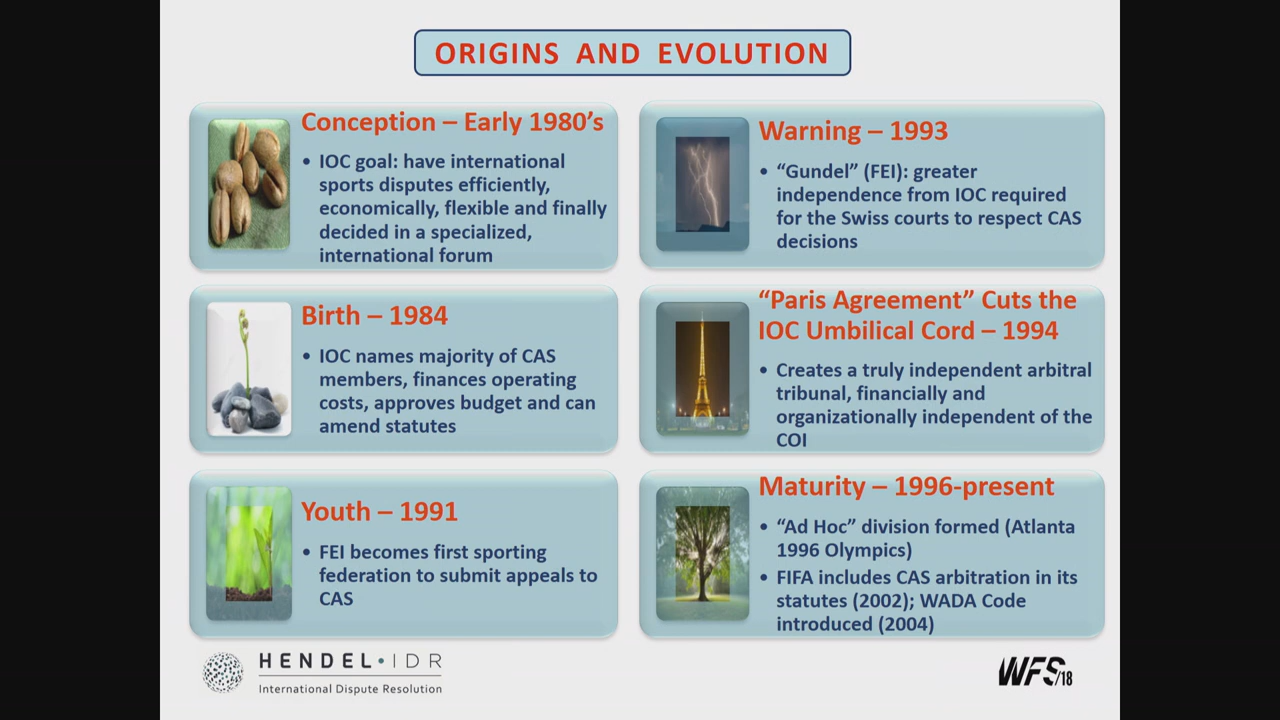 ORIGINS AND EVOLUTION
Conception – Early 1980’s
• IOC goal: have international
sports disputes efficiently,
economically, flexible and finally
decided in a specialized,
international forum
Birth – 1984
• IOC names majority of CAS
members, finances operating
costs, approves budget and can
amend statutes
Youth – 1991
• FEI becomes first sporting
federation to submit appeals to
CAS
Warning – 1993
• “Gundel” (FEI): greater
independence from IOC required
for the Swiss courts to respect CAS
decisions
“Paris Agreement” Cuts the
IOC Umbilical Cord – 1994
• Creates a truly independent arbitral
tribunal, financially and
organizationally independent of the
COI
Maturity – 1996-present
• “Ad Hoc” division formed (Atlanta
1996 Olympics)
• FIFA includes CAS arbitration in its
statutes (2002); WADA Code
introduced (2004)
HENDEL•IDR
International Dispute Resolution
WFS/18